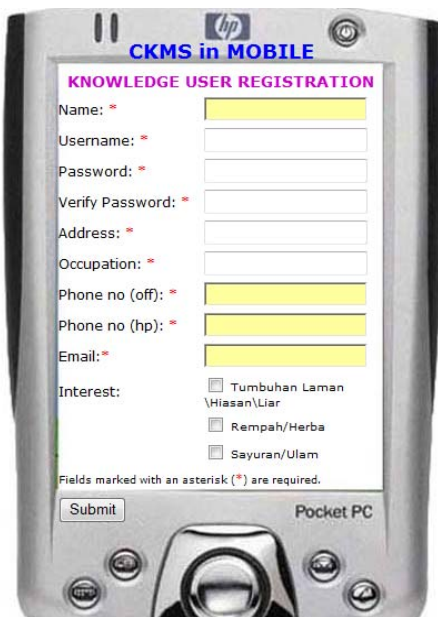 hp
CKMS in MOBILE
KNOWLEDGE USER REGISTRATION
Name: *
Username: *
Password: *
Verify Password: *
Address: *
Occupation: *
Phone no (off): *
Phone no (hp): *
Email:*
Interest:
Tumbuhan Laman
\Hiasan\Liar
Rempah/Herba
Sayuran/Ulam
Fields marked with an asterisk (*) are required.
Submit
Pocket PC